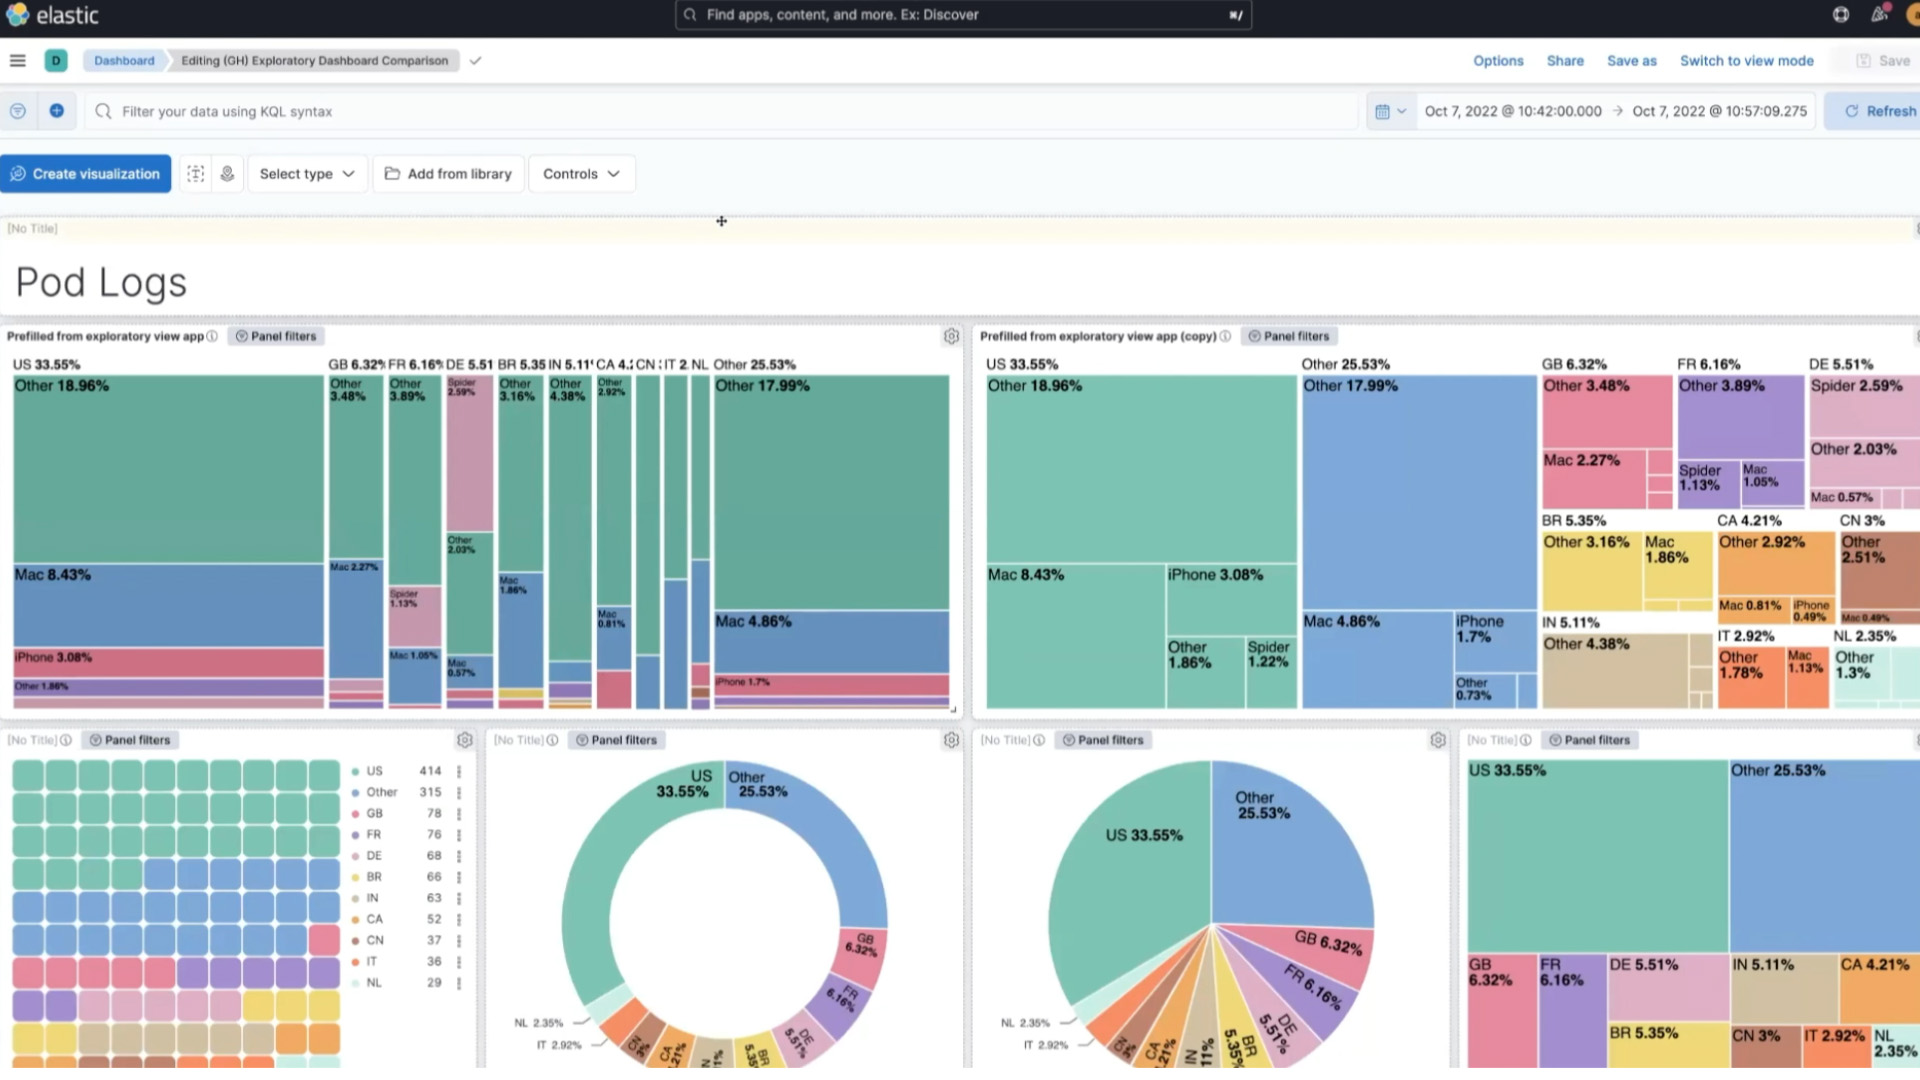 elastic
Find apps, content, and more. Ex: Discover
⌘/
D
Dashboard
Editing (GH) Exploratory Dashboard Comparison
Options
Share
Save as
Switch to view mode
Save
Filter your data using KQL syntax
Oct 7, 2022 @ 10:42:00.000 → Oct 7, 2022 @ 10:57:09.275
Refresh
Create visualization
Select type
Add from library
Controls
[No Title]
Pod Logs
Prefilled from exploratory view app
Panel filters
US 33.55%
GB 6.32%
FR 6.16%
DE 5.51
BR 5.35
IN 5.11
CA 4.
CN
IT 2.
NL
Other 25.53%
Other 18.96%
Mac 8.43%
iPhone 3.08%
Other 1.86%
Other
3.48%
Mac 2.27%
Other
3.89%
Spider
1.13%
Mac 1.05%
Spider
2.59%
Other
2.03%
Mac
0.57%
Other
3.16%
Mac
1.86%
Other
4.38%
Other
2.92%
Mac
0.81%
Other 17.99%
Mac 4.86%
iPhone 1.7%
Prefilled from exploratory view app (copy)
Panel filters
US 33.55%
Other 18.96%
Mac 8.43%
iPhone 3.08%
Other
1.86%
Spider
1.22%
Other 25.53%
Other 17.99%
Mac 4.86%
iPhone
1.7%
Other
0.73%
GB 6.32%
Other 3.48%
Mac 2.27%
FR 6.16%
Other 3.89%
Spider
1.13%
Mac
1.05%
DE 5.51%
Spider 2.59%
Other 2.03%
Mac 0.57%
BR 5.35%
Other 3.16%
Mac
1.86%
CA 4.21%
Other 2.92%
Mac 0.81%
iPhone
0.49%
CN 3%
Other
2.51%
Mac 0.49%
IN 5.11%
Other 4.38%
IT 2.92%
Other
1.78%
Mac
1.13%
NL 2.35%
Other
1.3%
[No Title]
Panel filters
US 414
Other 315
GB 78
FR 76
DE 68
BR 66
IN 63
CA 52
CN 37
IT 36
NL 29
[No Title]
Panel filters
US
33.55%
Other
25.53%
GB
6.32%
FR
6.16%
DE
5.51%
BR
5.35
CA
CN
3%
IT 2.92%
NL 2.35%
[No Title]
Panel filters
US 33.55%
Other
25.53%
GB 6.32%
FR 6.16%
DE
5.51%
BR
5.35%
IN
CA
CN
3%
IT 2.92%
NL 2.35%
[No Title]
Panel filters
US 33.55%
Other 25.53%
GB
6.32%
FR
6.16%
DE 5.51%
BR 5.35%
IN 5.11%
CA 4.21%
CN 3%
IT 2.92%
NL
2.35%